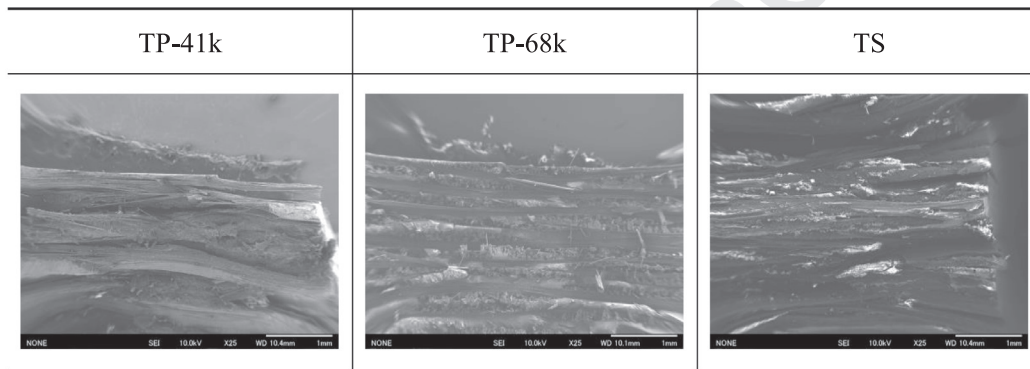 TP-41k TP-68k TS
NONE SEI 10.0kV X25 WD 10.4mm 1mm
NONE SEI 10.0kV X25 WD 10.1mm 1mm
NONE SEI 10.0kV X25 WD 10.4mm 1mm